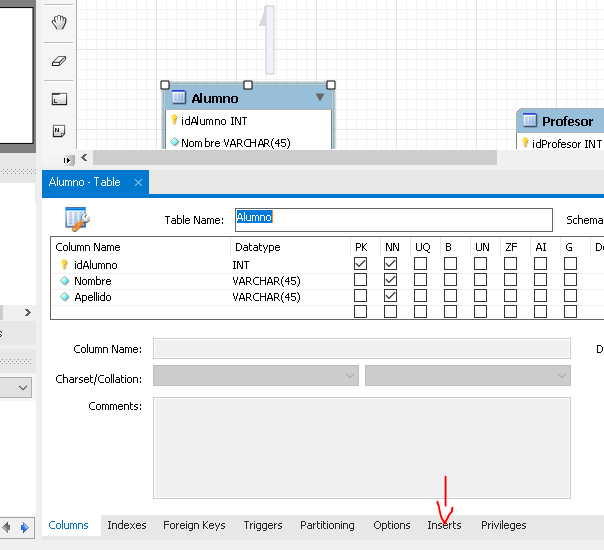 Alumno
idAlumno INT
Nombre VARCHAR(45)
Profesor
idProfesor INT
Alumno - Table
Table Name: Alumno
Schema
Column Name Datatype PK NN UQ B UN ZF AI G De
idAlumno INT
Nombre VARCHAR(45)
Apellido VARCHAR(45)
Column Name: D
Charset/Collation:
Comments:
Columns Indexes Foreign Keys Triggers Partitioning Options Inserts Privileges